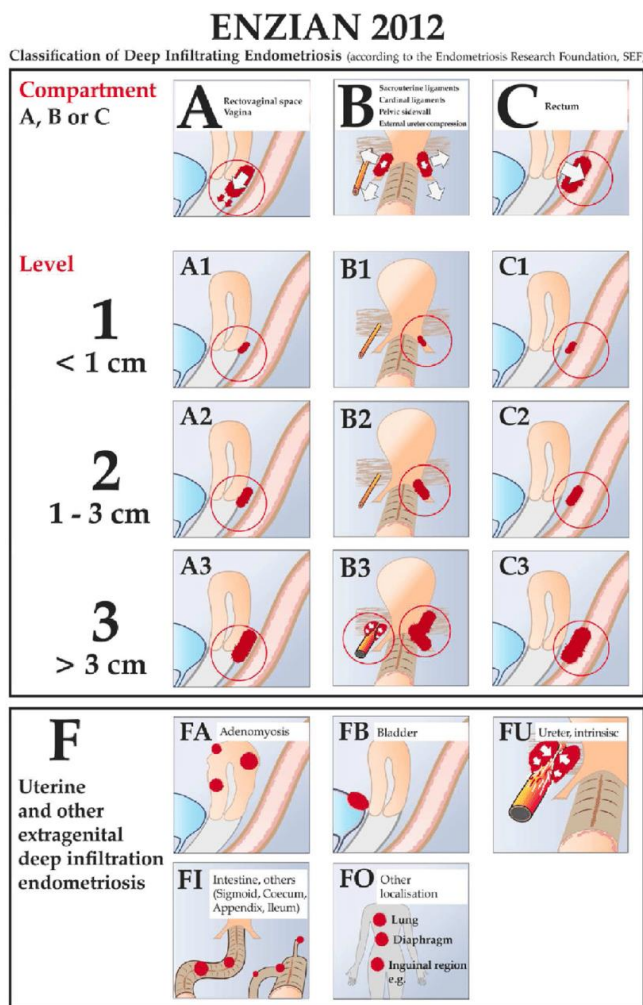 ENZIAN 2012
Classification of Deep Infiltrating Endometriosis (according to the Endometriosis Research Foundation, SEF)
Compartment
A, B or C
A
Rectovaginal space
Vagina
B
Sacrouterine ligaments
Cardinal ligaments
Pelvic sidewall
External ureter compression
C
Rectum
Level
1
< 1 cm
A1
B1
C1
2
1 - 3 cm
A2
B2
C2
3
> 3 cm
A3
B3
C3
F
Uterine
and other
extragenital
deep infiltration
endometriosis
FA
Adenomyosis
FB
Bladder
FU
Ureter, intrinsisc
FI
Intestine, others
(Sigmoid, Coecum,
Appendix, Ileum)
FO
Other
localisation
Lung
Diaphragm
Inguinal region
e.g.